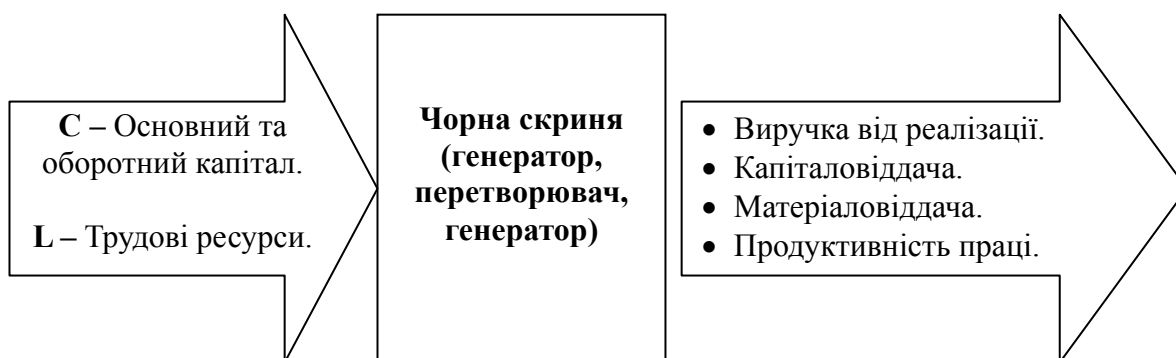 С – Основний та
оборотний капітал.
L – Трудові ресурси.
Чорна скриня
(генератор,
перетворювач,
генератор)
• Виручка від реалізації.
• Капіталовіддача.
• Матеріаловіддача.
• Продуктивність праці.